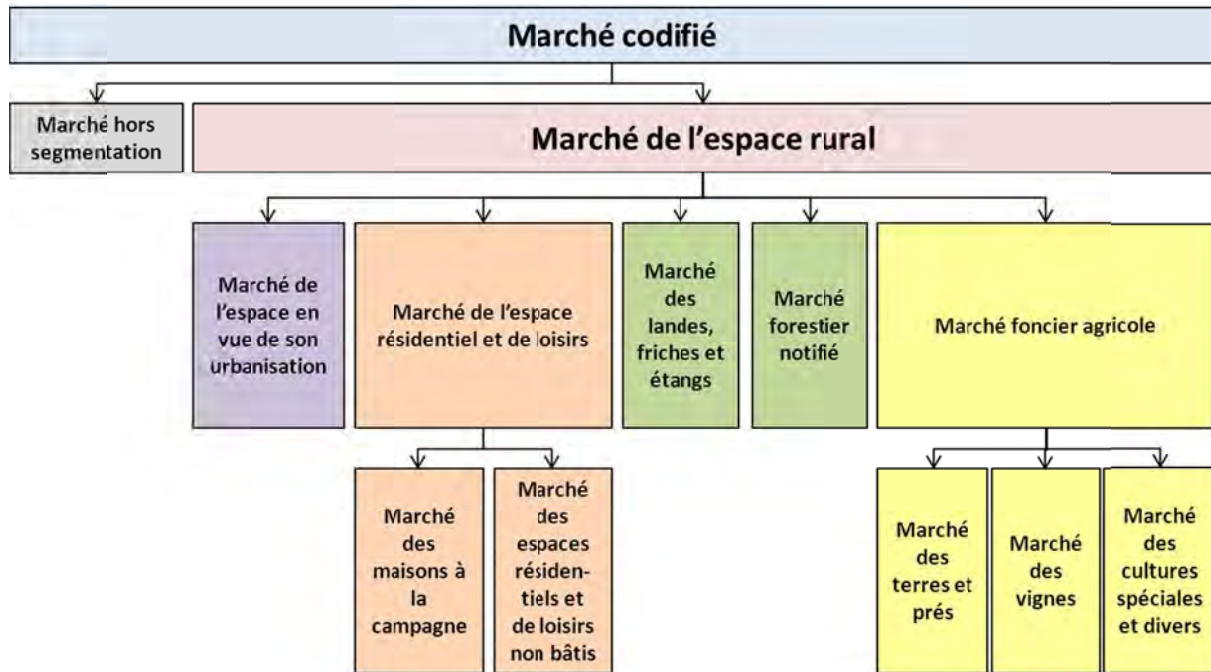 Marché codifié
Marché hors
segmentation
Marché de l'espace rural
Marché de
l'espace en
vue de son
urbanisation
Marché de l'espace
résidentiel et de loisirs
Marché
des
landes,
friches et
étangs
Marché
forestier
notifié
Marché foncier agricole
Marché
des
maisons à
la
campagne
Marché
des
espaces
résiden-
tiels et
de loisirs
non bâtis
Marché
des
terres et
prés
Marché
des
vignes
Marché
des
cultures
spéciales
et divers